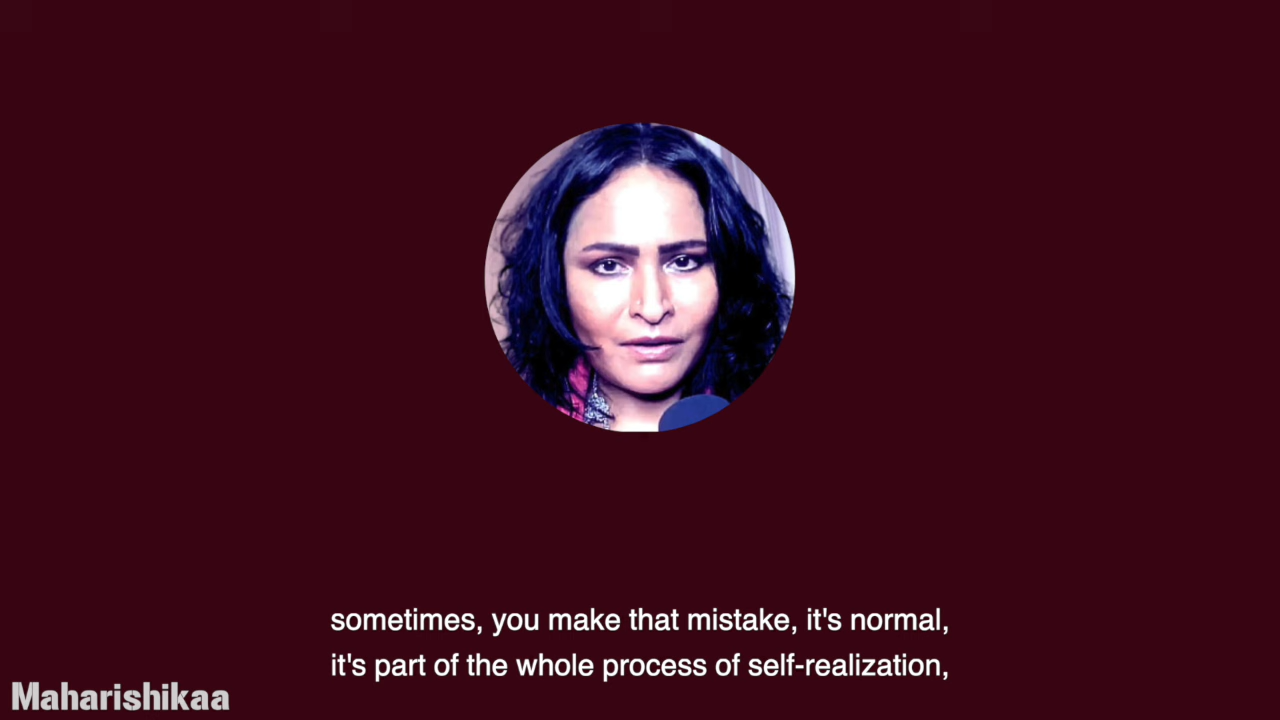 sometimes, you make that mistake, it's normal,
it's part of the whole process of self-realization,
Maharishikaa